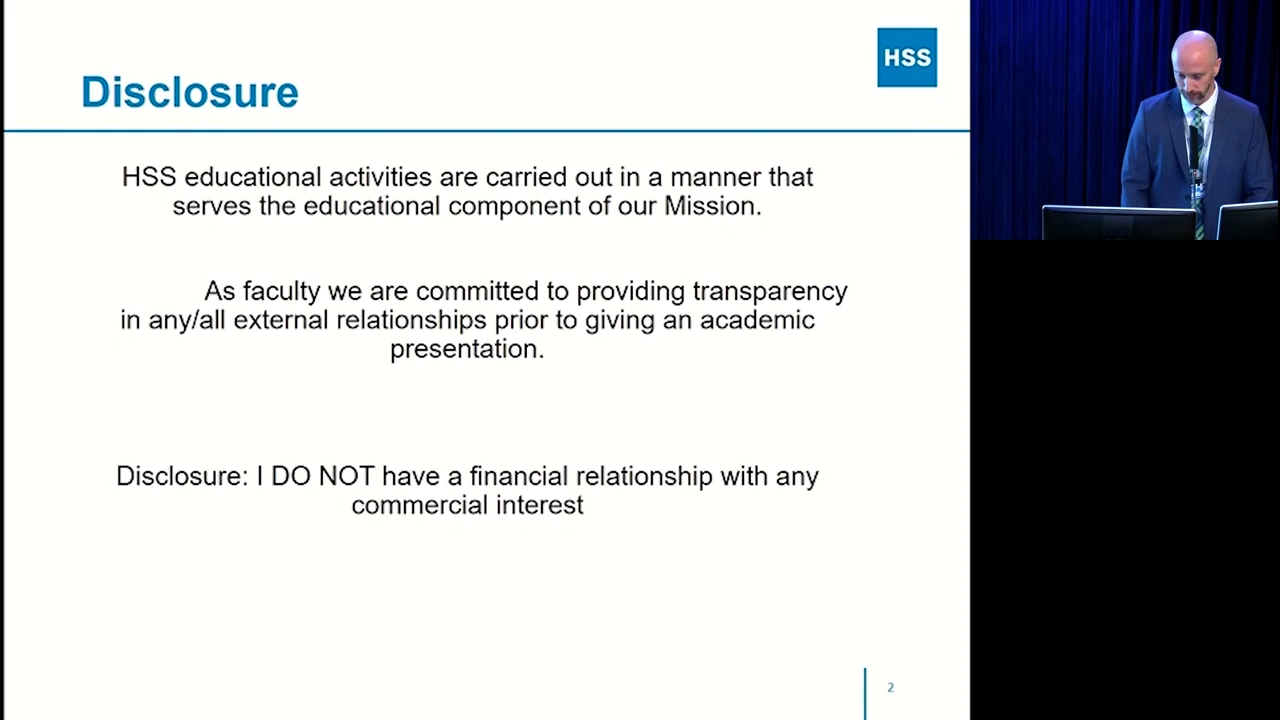 HSS
Disclosure
HSS educational activities are carried out in a manner that
serves the educational component of our Mission.
As faculty we are committed to providing transparency
in any/all external relationships prior to giving an academic
presentation.
Disclosure: I DO NOT have a financial relationship with any
commercial interest
2